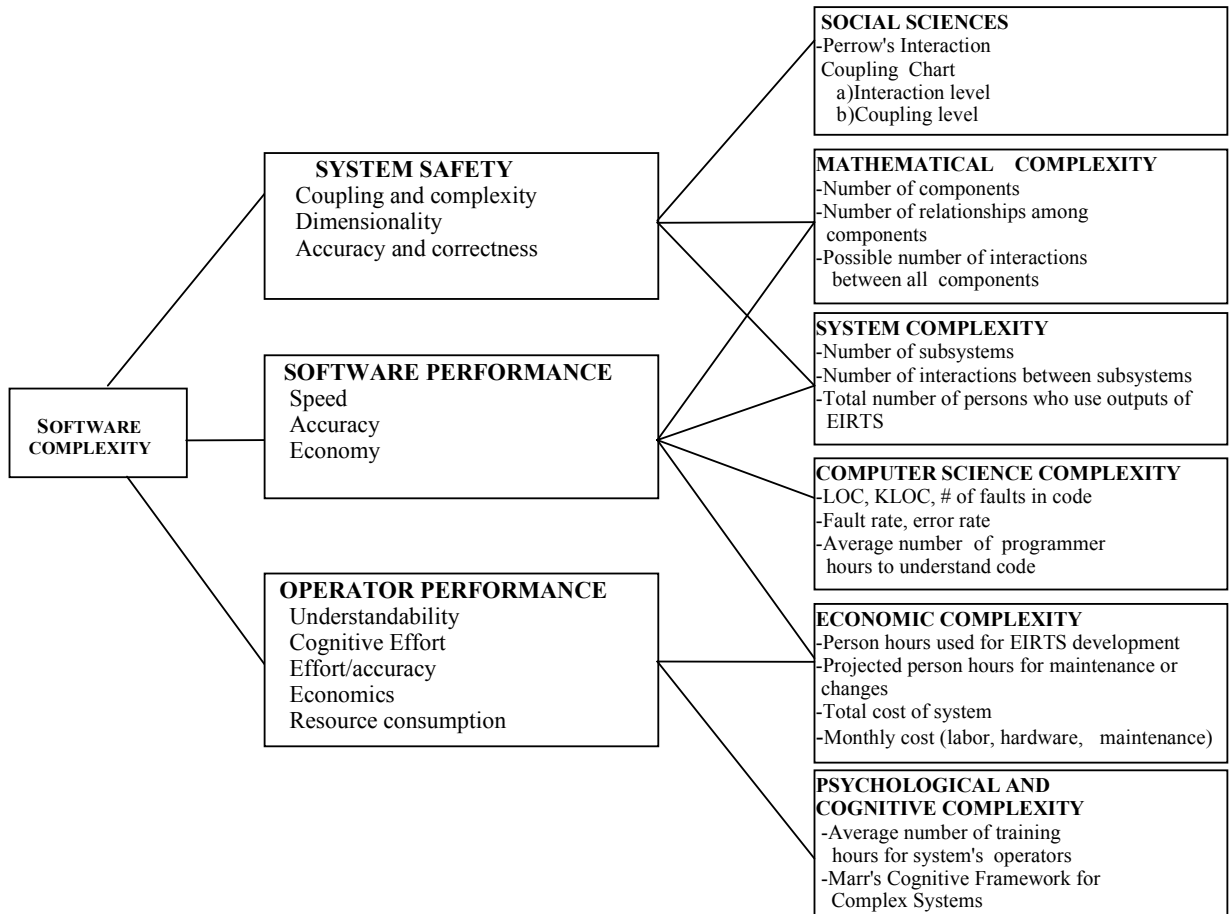 SOFTWARE
COMPLEXITY
SYSTEM SAFETY
Coupling and complexity
Dimensionality
Accuracy and correctness
SOFTWARE PERFORMANCE
Speed
Accuracy
Economy
OPERATOR PERFORMANCE
Understandability
Cognitive Effort
Effort/accuracy
Economics
Resource consumption
SOCIAL SCIENCES
-Perrow's Interaction
Coupling Chart
a)Interaction level
b)Coupling level
MATHEMATICAL COMPLEXITY
-Number of components
-Number of relationships among
components
-Possible number of interactions
between all components
SYSTEM COMPLEXITY
-Number of subsystems
-Number of interactions between subsystems
-Total number of persons who use outputs of
EIRTS
COMPUTER SCIENCE COMPLEXITY
-LOC, KLOC, # of faults in code
-Fault rate, error rate
-Average number of programmer
hours to understand code
ECONOMIC COMPLEXITY
-Person hours used for EIRTS development
-Projected person hours for maintenance or
changes
-Total cost of system
-Monthly cost (labor, hardware, maintenance)
PSYCHOLOGICAL AND
COGNITIVE COMPLEXITY
-Average number of training
hours for system's operators
-Marr's Cognitive Framework for
Complex Systems